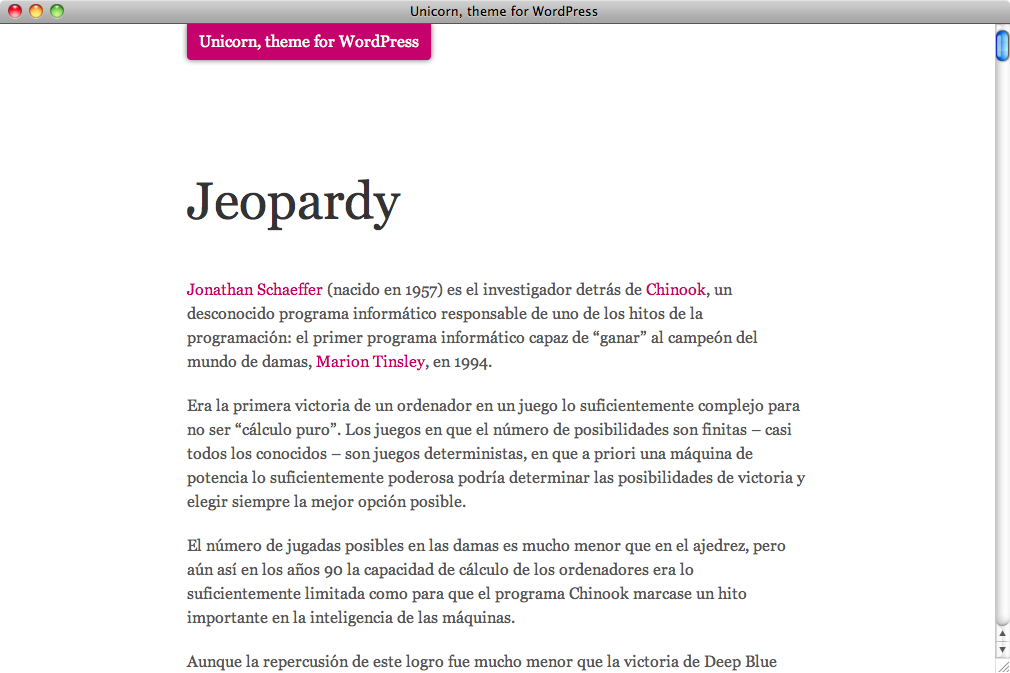 Unicorn, theme for WordPress
Unicorn, theme for WordPress
Jeopardy
Jonathan Schaeffer (nacido en 1957) es el investigador detrás de Chinook, un
desconocido programa informático responsable de uno de los hitos de la
programación: el primer programa informático capaz de “ganar” al campeón del
mundo de damas, Marion Tinsley, en 1994.
Era la primera victoria de un ordenador en un juego lo suficientemente complejo para
no ser “cálculo puro”. Los juegos en que el número de posibilidades son finitas – casi
todos los conocidos – son juegos deterministas, en que a priori una máquina de
potencia lo suficientemente poderosa podría determinar las posibilidades de victoria y
elegir siempre la mejor opción posible.
El número de jugadas posibles en las damas es mucho menor que en el ajedrez, pero
aún así en los años 90 la capacidad de cálculo de los ordenadores era lo
suficientemente limitada como para que el programa Chinook marcase un hito
importante en la inteligencia de las máquinas.
Aunque la repercusión de este logro fue mucho menor que la victoria de Deep Blue